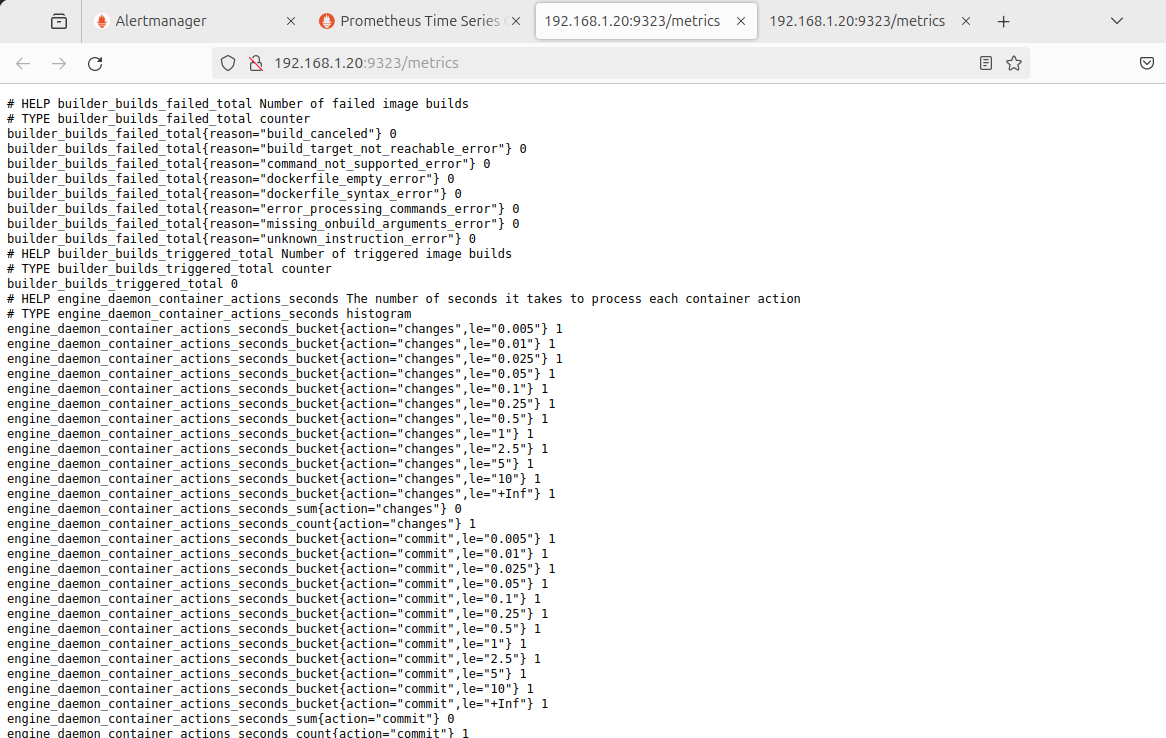 Alertmanager
Prometheus Time Series
192.168.1.20:9323/metrics
192.168.1.20:9323/metrics
192.168.1.20:9323/metrics
# HELP builder_builds_failed_total Number of failed image builds
# TYPE builder_builds_failed_total counter
builder_builds_failed_total{reason="build_canceled"} 0
builder_builds_failed_total{reason="build_target_not_reachable_error"} 0
builder_builds_failed_total{reason="command_not_supported_error"} 0
builder_builds_failed_total{reason="dockerfile_empty_error"} 0
builder_builds_failed_total{reason="dockerfile_syntax_error"} 0
builder_builds_failed_total{reason="error_processing_commands_error"} 0
builder_builds_failed_total{reason="missing_onbuild_arguments_error"} 0
builder_builds_failed_total{reason="unknown_instruction_error"} 0
# HELP builder_builds_triggered_total Number of triggered image builds
# TYPE builder_builds_triggered_total counter
builder_builds_triggered_total 0
# HELP engine_daemon_container_actions_seconds The number of seconds it takes to process each container action
# TYPE engine_daemon_container_actions_seconds histogram
engine_daemon_container_actions_seconds_bucket{action="changes",le="0.005"} 1
engine_daemon_container_actions_seconds_bucket{action="changes",le="0.01"} 1
engine_daemon_container_actions_seconds_bucket{action="changes",le="0.025"} 1
engine_daemon_container_actions_seconds_bucket{action="changes",le="0.05"} 1
engine_daemon_container_actions_seconds_bucket{action="changes",le="0.1"} 1
engine_daemon_container_actions_seconds_bucket{action="changes",le="0.25"} 1
engine_daemon_container_actions_seconds_bucket{action="changes",le="0.5"} 1
engine_daemon_container_actions_seconds_bucket{action="changes",le="1"} 1
engine_daemon_container_actions_seconds_bucket{action="changes",le="2.5"} 1
engine_daemon_container_actions_seconds_bucket{action="changes",le="5"} 1
engine_daemon_container_actions_seconds_bucket{action="changes",le="10"} 1
engine_daemon_container_actions_seconds_bucket{action="changes",le="+Inf"} 1
engine_daemon_container_actions_seconds_sum{action="changes"} 0
engine_daemon_container_actions_seconds_count{action="changes"} 1
engine_daemon_container_actions_seconds_bucket{action="commit",le="0.005"} 1
engine_daemon_container_actions_seconds_bucket{action="commit",le="0.01"} 1
engine_daemon_container_actions_seconds_bucket{action="commit",le="0.025"} 1
engine_daemon_container_actions_seconds_bucket{action="commit",le="0.05"} 1
engine_daemon_container_actions_seconds_bucket{action="commit",le="0.1"} 1
engine_daemon_container_actions_seconds_bucket{action="commit",le="0.25"} 1
engine_daemon_container_actions_seconds_bucket{action="commit",le="0.5"} 1
engine_daemon_container_actions_seconds_bucket{action="commit",le="1"} 1
engine_daemon_container_actions_seconds_bucket{action="commit",le="2.5"} 1
engine_daemon_container_actions_seconds_bucket{action="commit",le="5"} 1
engine_daemon_container_actions_seconds_bucket{action="commit",le="10"} 1
engine_daemon_container_actions_seconds_bucket{action="commit",le="+Inf"} 1
engine_daemon_container_actions_seconds_sum{action="commit"} 0
engine_daemon_container_actions_seconds_count{action="commit"} 1